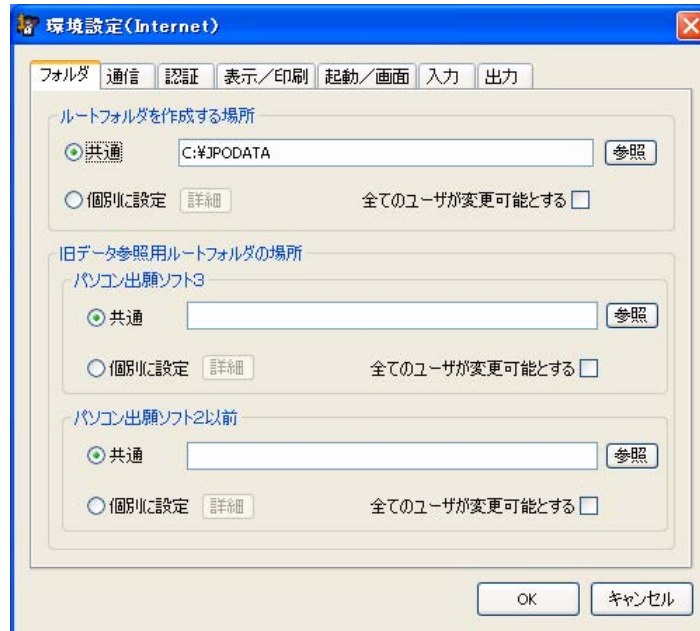 環境設定(Internet)
フォルダ 通信 認証 表示/印刷 起動/画面 入力 出力
ルートフォルダを作成する場所
共通 C:¥JPODATA 参照
個別に設定 詳細 全てのユーザが変更可能とする
旧データ参照用ルートフォルダの場所
パソコン出願ソフト3
共通 参照
個別に設定 詳細 全てのユーザが変更可能とする
パソコン出願ソフト2以前
共通 参照
個別に設定 詳細 全てのユーザが変更可能とする
OK キャンセル